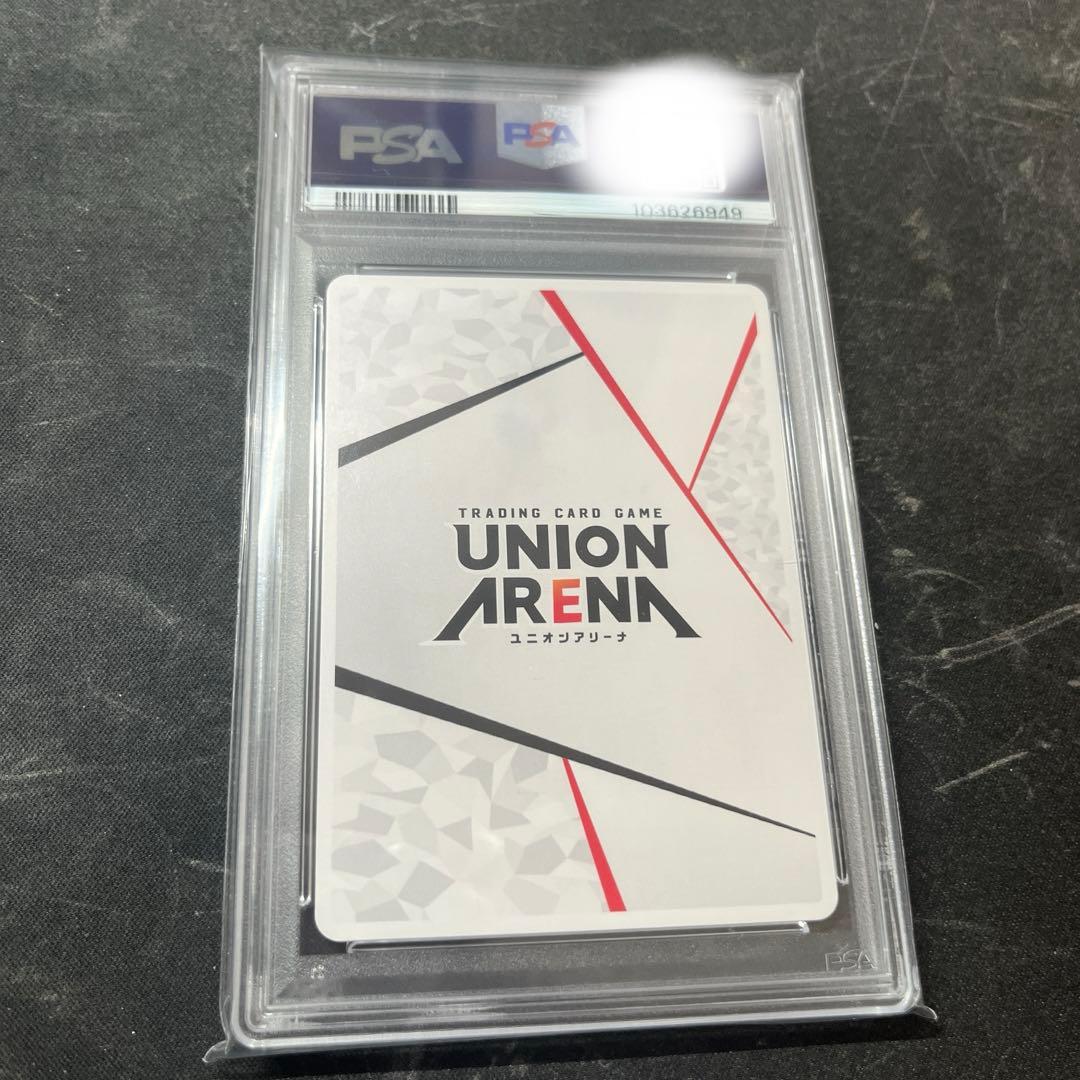 PSA
PSA
103626949
TRADING CARD GAME
UNION
ARENA
ユニオンアリーナ
PSA